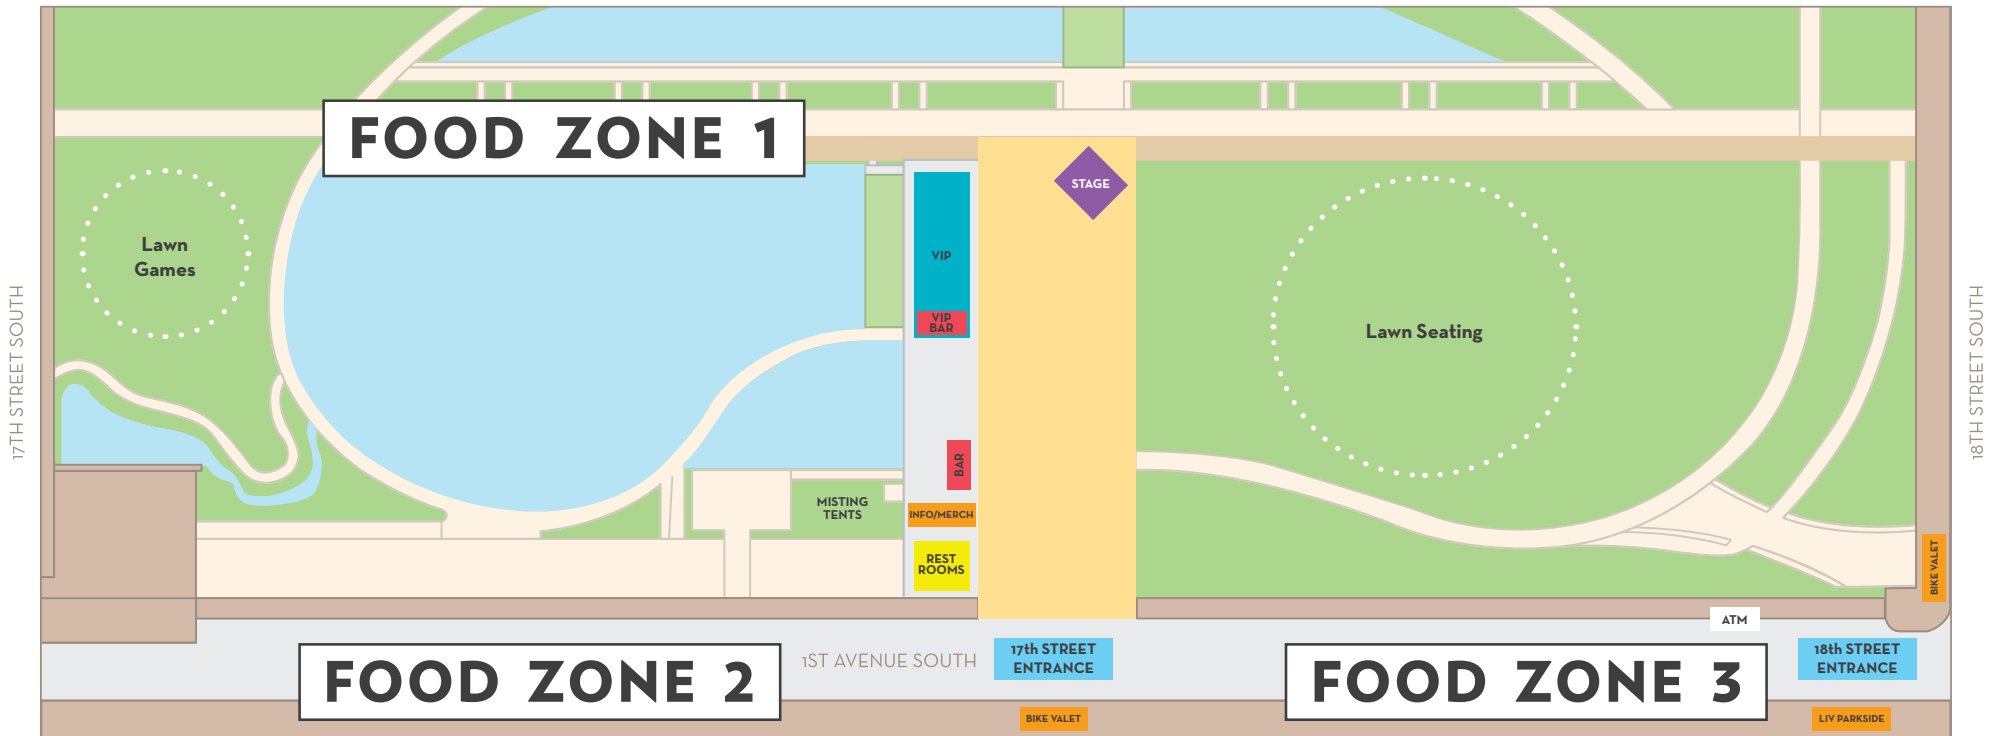 FOOD ZONE 1
STAGE
Lawn
Games
VIP
VIP
BAR
Lawn Seating
17TH STREET SOUTH
18TH STREET SOUTH
BAR
MISTING
TENTS
INFO/MERCH
REST
ROOMS
BIKE VALET
ATM
FOOD ZONE 2
1ST AVENUE SOUTH
17th STREET
ENTRANCE
FOOD ZONE 3
18th STREET
ENTRANCE
BIKE VALET
LIV PARKSIDE